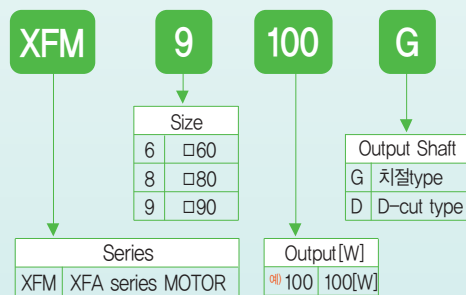 XFM 9 100 G
Size
6 □60
8 □80
9 □90
Output Shaft
G 치절type
D D-cut type
Series
XFM XFA series MOTOR
Output[W]
예) 100 100[W]